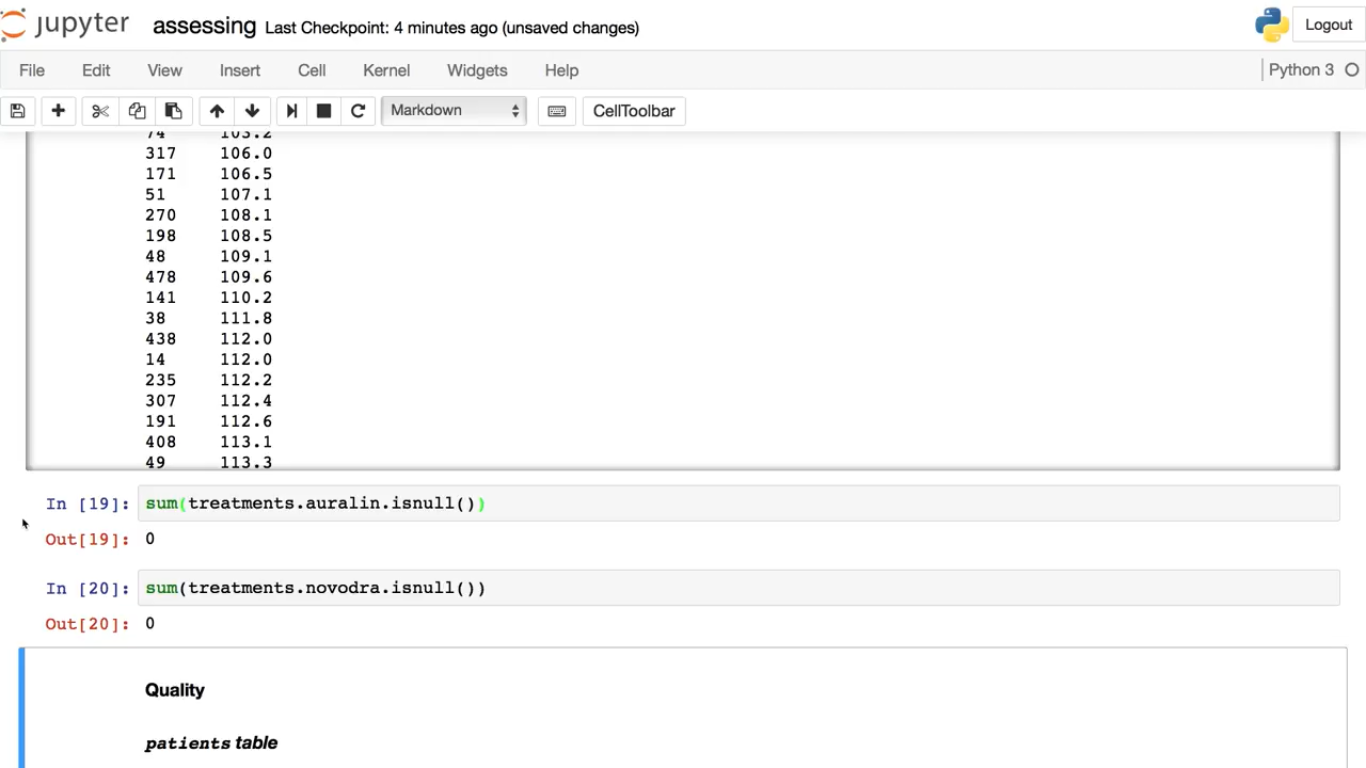 jupyter assessing Last Checkpoint: 4 minutes ago (unsaved changes) Logout
File Edit View Insert Cell Kernel Widgets Help Python 3
Markdown CellToolbar
74 103.2
317 106.0
171 106.5
51 107.1
270 108.1
198 108.5
48 109.1
478 109.6
141 110.2
38 111.8
438 112.0
14 112.0
235 112.2
307 112.4
191 112.6
408 113.1
49 113.3
In [19]: sum(treatments.auralin.isnull())
Out[19]: 0
In [20]: sum(treatments.novodra.isnull())
Out[20]: 0
Quality
patients table